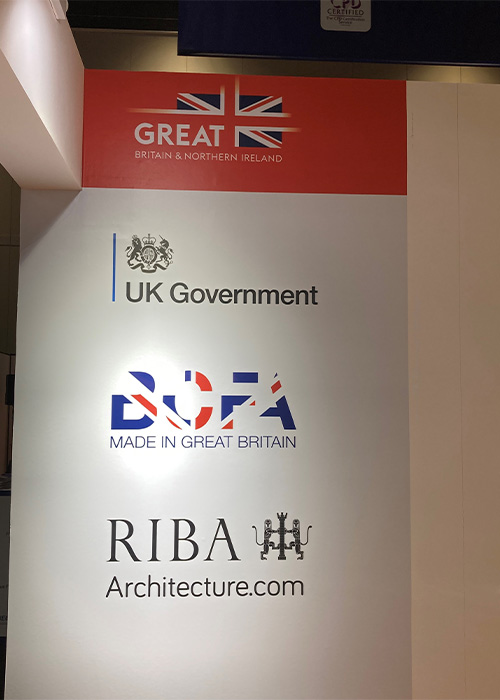 CPD
CERTIFIED
GREAT
BRITAIN & NORTHERN IRELAND
UK Government
BCFA
MADE IN GREAT BRITAIN
RIBA
Architecture.com